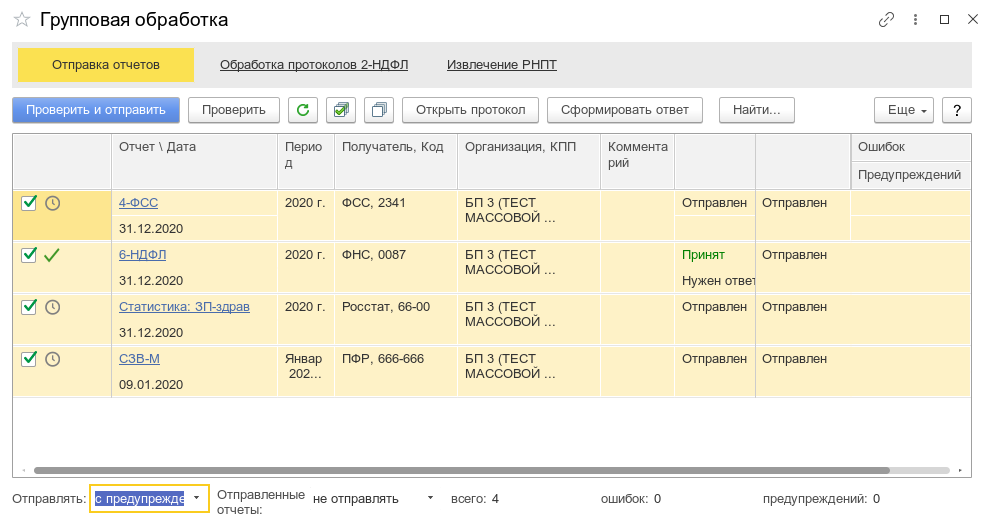 Групповая обработка
Отправка отчетов Обработка протоколов 2-НДФЛ Извлечение РНПТ
Проверить и отправить Проверить Открыть протокол Сформировать ответ Найти... Еще ?
Отчет \ Дата Перио Получатель, Код Организация, КПП Коммента Ошибок
д рий Предупреждений
4-ФСС 2020 г. ФСС, 2341 БП 3 (ТЕСТ Отправлен Отправлен
МАССОВОЙ ...
31.12.2020
6-НДФЛ 2020 г. ФНС, 0087 БП 3 (ТЕСТ Принят Отправлен
МАССОВОЙ ...
31.12.2020 Нужен ответ
Статистика: ЗП-здрав 2020 г. Росстат, 66-00 БП 3 (ТЕСТ Отправлен Отправлен
МАССОВОЙ ...
31.12.2020
СЗВ-М Январ ПФР, 666-666 БП 3 (ТЕСТ Отправлен Отправлен
202... МАССОВОЙ ...
09.01.2020
Отправлять: с предупрежде Отправленные не отправлять всего: 4 ошибок: 0 предупреждений: 0
отчеты: